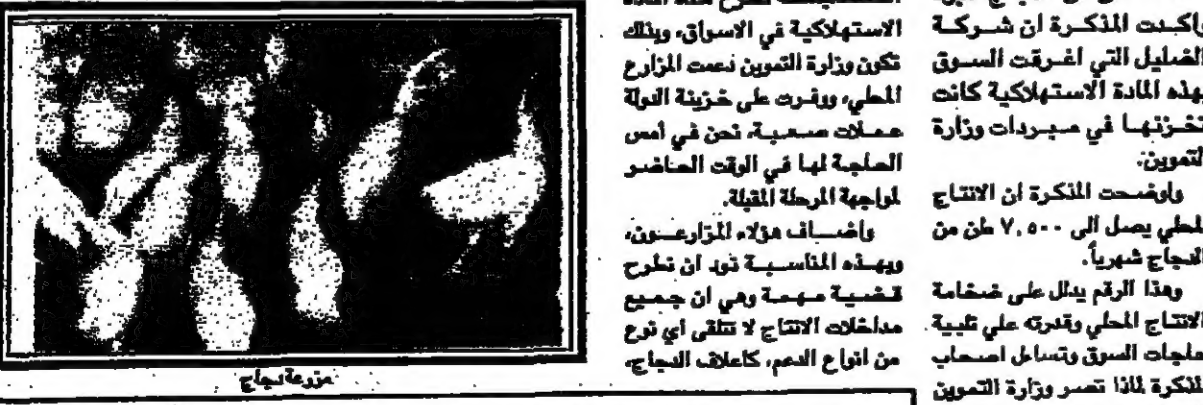 واكدت المذكرة ان شركة
الضليل التي اغرقت السوق
بهذه المادة الاستهلاكية كانت
تخزنها في مبردات وزارة
التموين.
واوضحت المذكرة ان الانتاج
المحلي يصل الى ٧,٥٠٠ طن من
الدجاج شهرياً.
وهذا الرقم يدلل على ضخامة
الانتاج المحلي وقدرته علي تلبية
حاجات السوق وتساءل اصحاب
المذكرة لماذا تصر وزارة التموين
الاستهلاكية في الاسواق، وبذلك
تكون وزارة التموين دعمت المزارع
المحلي، ووفرت على خزينة الدولة
عملات صعبة، نحن في أمس
الحاجة لها في الوقت الحاضر
لمواجهة المرحلة المقبلة.
واضاف هؤلاء المزارعون،
وبهذه المناسبة نود ان نطرح
قضية مهمة وهي ان جميع
مداخلات الانتاج لا تتلقى أي نوع
من انواع الدعم، كاعلاف الدجاج،
مزرعة دجاج